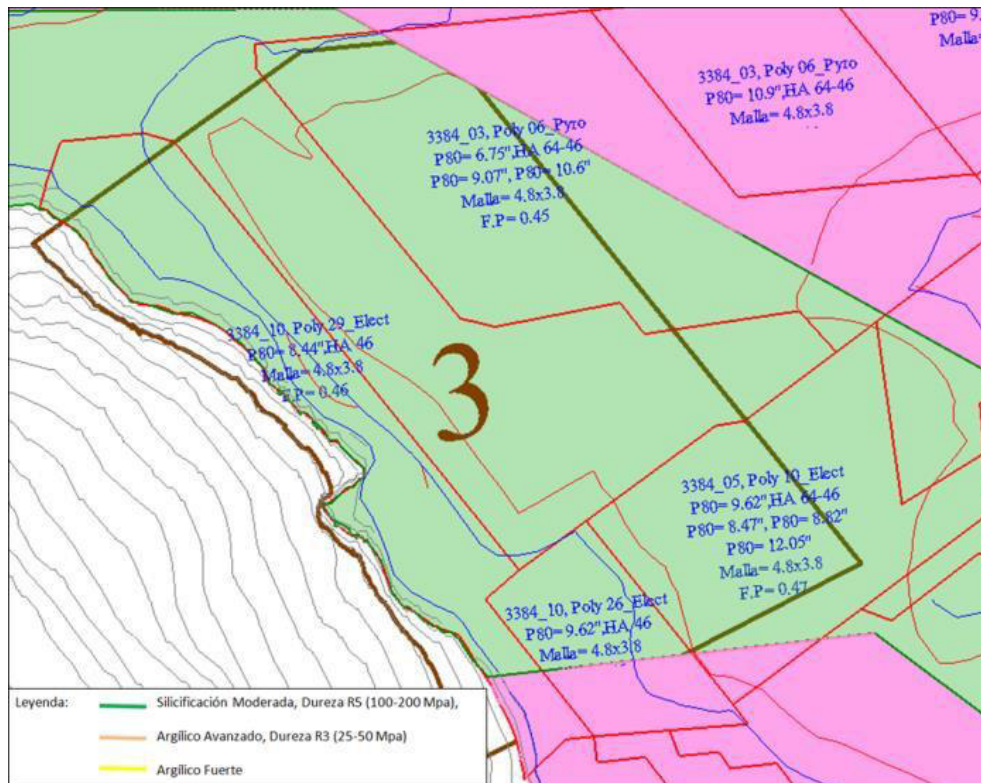 P80= 9.
Malla=
3384_03, Poly 06_Pyro
P80= 10.9",HA 64-46
Malla= 4.8x3.8
3384_03, Poly 06_Pyro
P80= 6.75",HA 64-46
P80= 9.07", P80= 10.6"
Malla= 4.8x3.8
F.P= 0.45
3384_10, Poly 29_Elect
P80= 8.44",HA 46
Malla= 4.8x3.8
F.P= 0.46
3
3384_05, Poly 10_Elect
P80= 9.62",HA 64-46
P80= 8.47", P80= 8.82"
P80= 12.05"
Malla= 4.8x3.8
F.P= 0.47
3384_10, Poly 26_Elect
P80= 9.62",HA 46
Malla= 4.8x3.8
Leyenda:
Silicificación Moderada, Dureza R5 (100-200 Mpa),
Argílico Avanzado, Dureza R3 (25-50 Mpa)
Argílico Fuerte